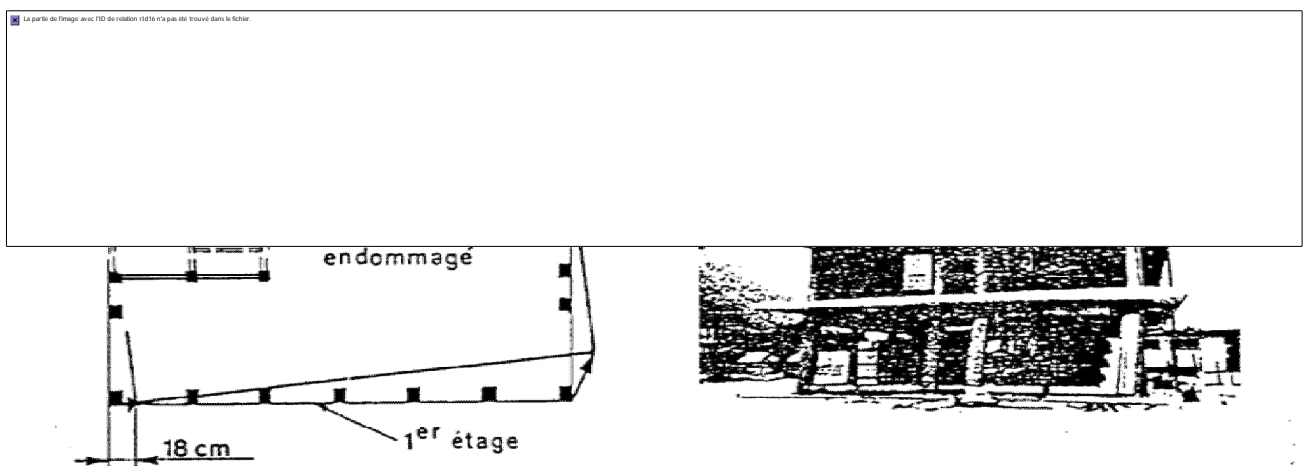 La partie de l'image avec l'ID de relation rId16 n'a pas été trouvé dans le fichier.
endommagé
1er étage
18 cm